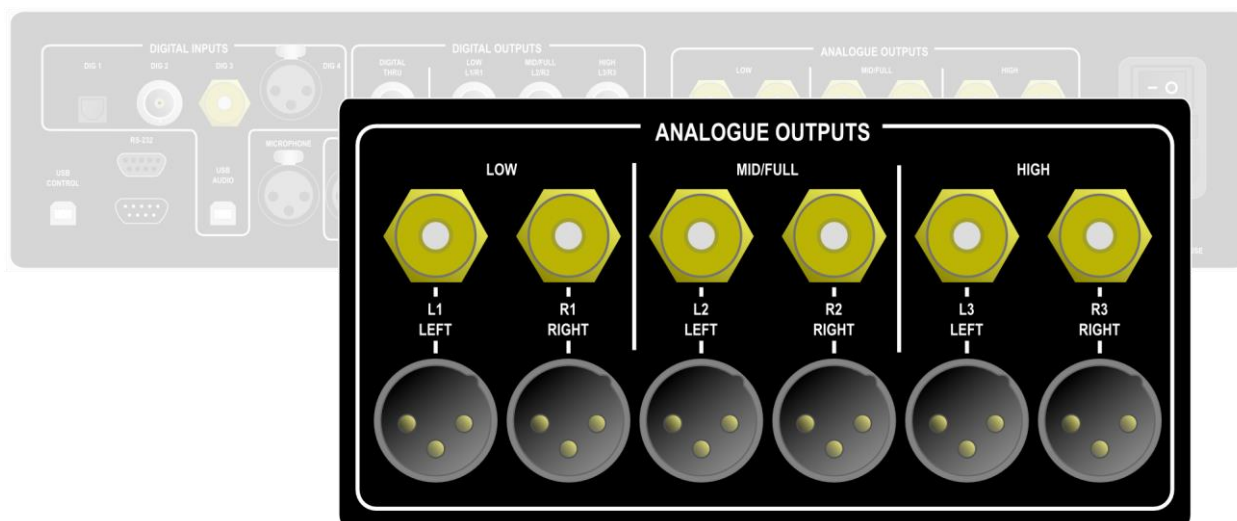 DIGITAL INPUTS
DIG 1
DIG 2
DIG 3
DIG 4
DIGITAL OUTPUTS
DIGITAL
THRU
LOW
L1/R1
MID/FULL
L2/R2
HIGH
L3/R3
ANALOGUE OUTPUTS
LOW
MID/FULL
HIGH
RS-232
USB
CONTROL
USB
AUDIO
MICROPHONE
ANALOGUE OUTPUTS
LOW
MID/FULL
HIGH
L1
LEFT
R1
RIGHT
L2
LEFT
R2
RIGHT
L3
LEFT
R3
RIGHT